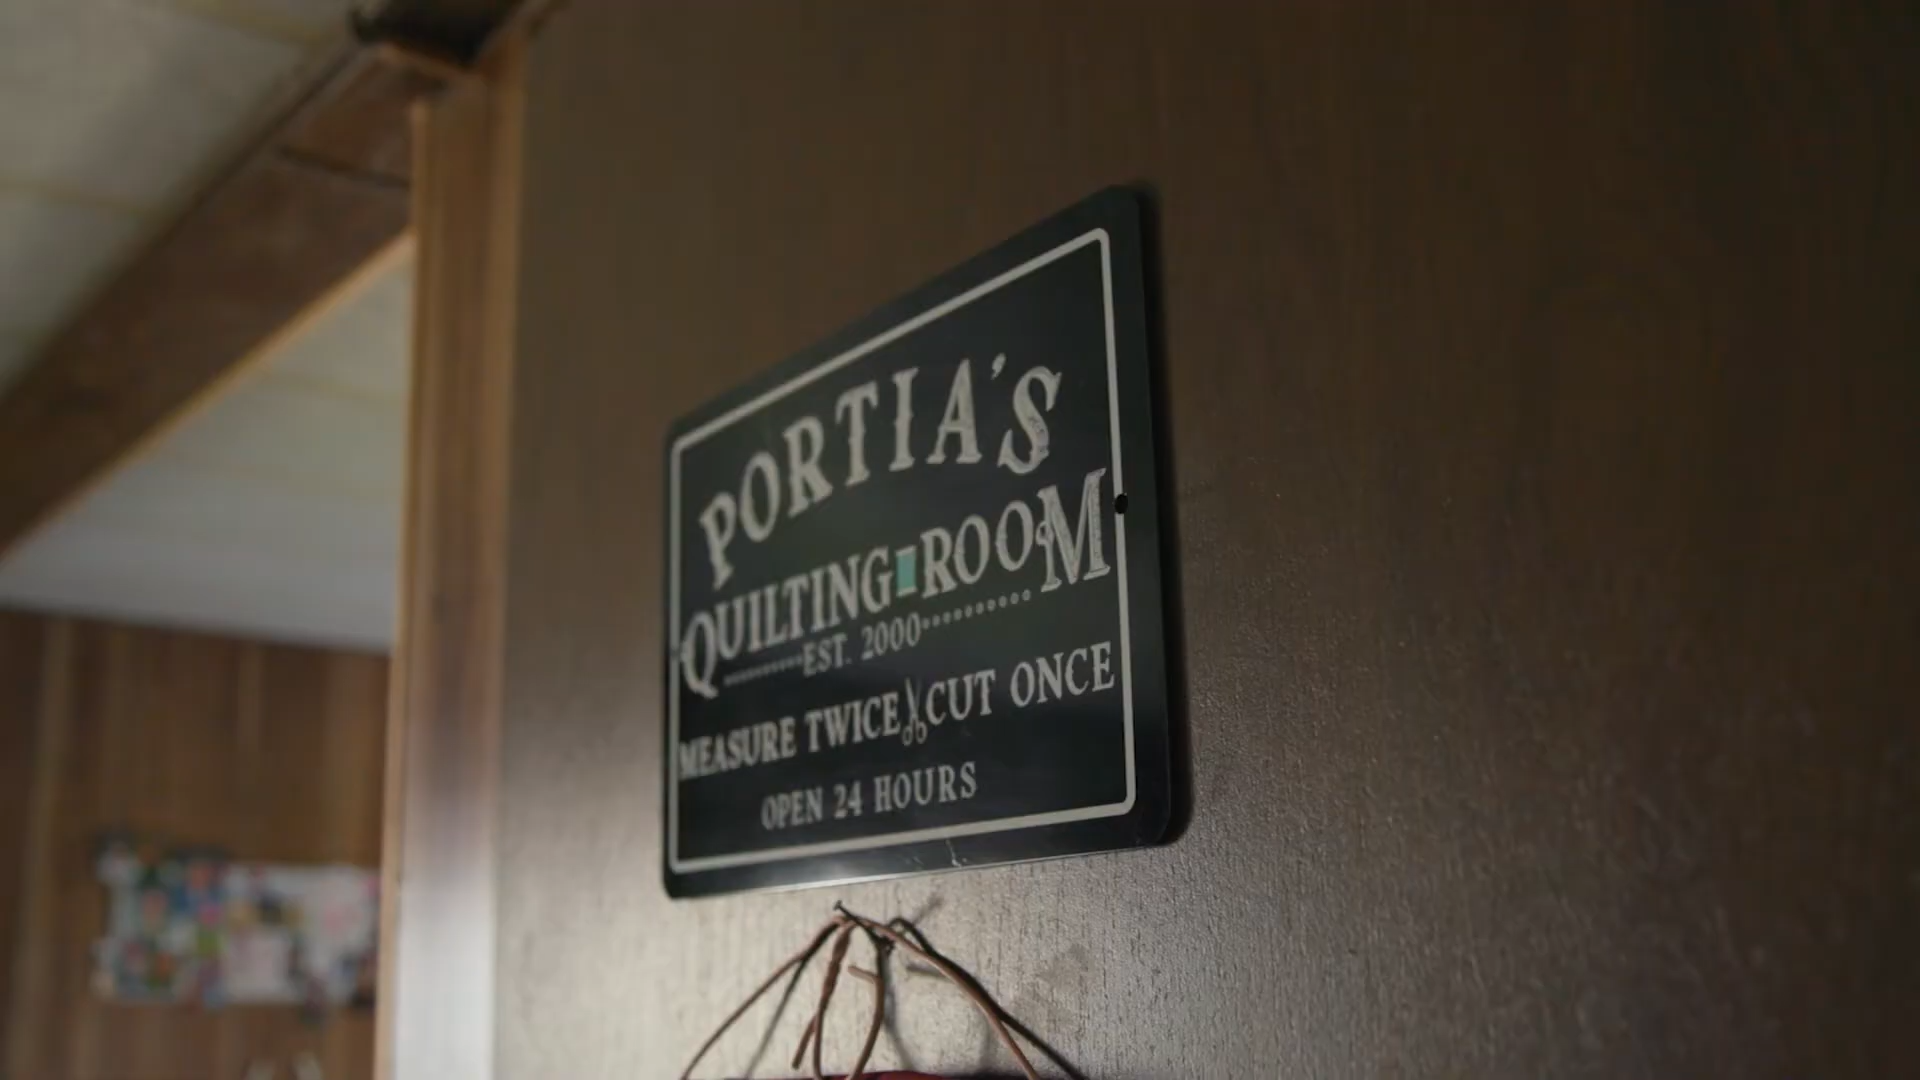 PORTIA'S
QUILTING ROOM
EST. 2000
MEASURE TWICE CUT ONCE
OPEN 24 HOURS